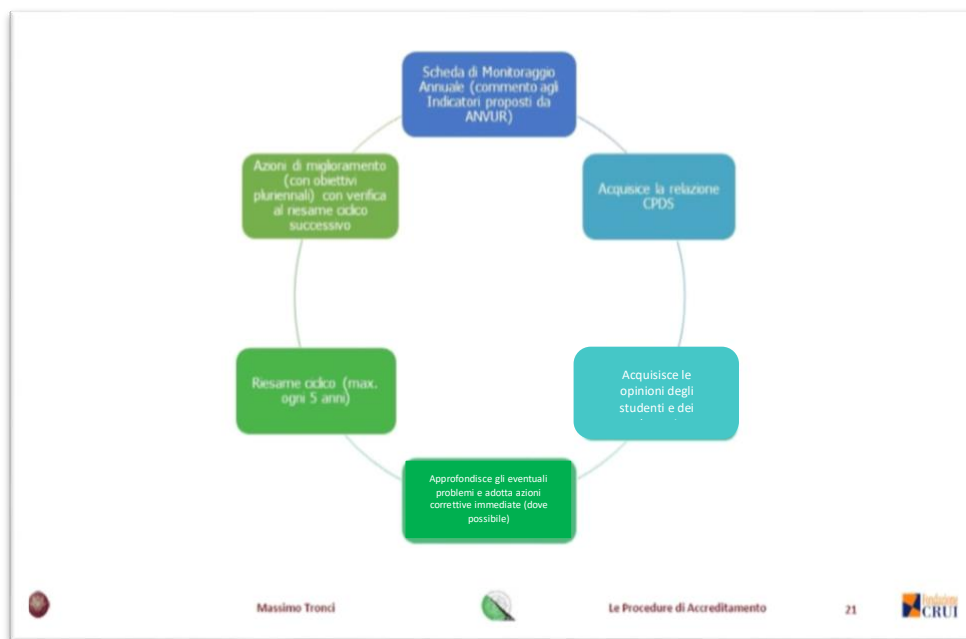 Scheda di Monitoraggio
Annuale (commento agli
Indicatori proposti da
ANVUR)
Acquisice la relazione
CPDS
Acquisisce le
opinioni degli
studenti e dei
Approfondisce gli eventuali
problemi e adotta azioni
correttive immediate (dove
possibile)
Riesame ciclico (max.
ogni 5 anni)
Azioni di miglioramento
(con obiettivi
pluriennali) con verifica
al riesame ciclico
successivo
Massimo Tronci
Le Procedure di Accreditamento
21
Fondazione
CRUI